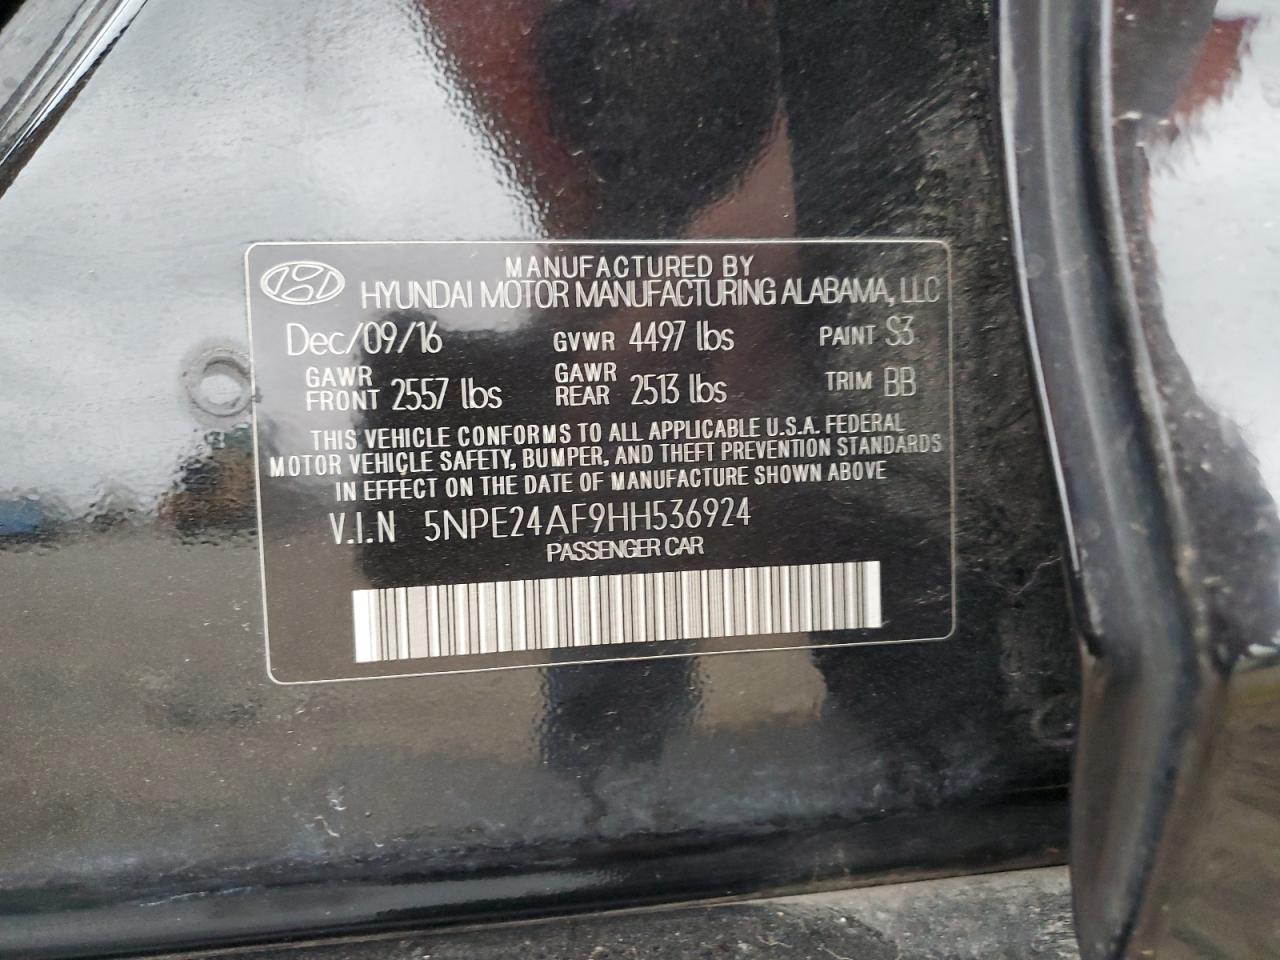 MANUFACTURED BY
HYUNDAI MOTOR MANUFACTURING ALABAMA, LLC
Dec/09/16 GVWR 4497 lbs PAINT S3
GAWR FRONT 2557 lbs GAWR REAR 2513 lbs TRIM BB
THIS VEHICLE CONFORMS TO ALL APPLICABLE U.S.A. FEDERAL
MOTOR VEHICLE SAFETY, BUMPER, AND THEFT PREVENTION STANDARDS
IN EFFECT ON THE DATE OF MANUFACTURE SHOWN ABOVE
V.I.N 5NPE24AF9HH536924
PASSENGER CAR